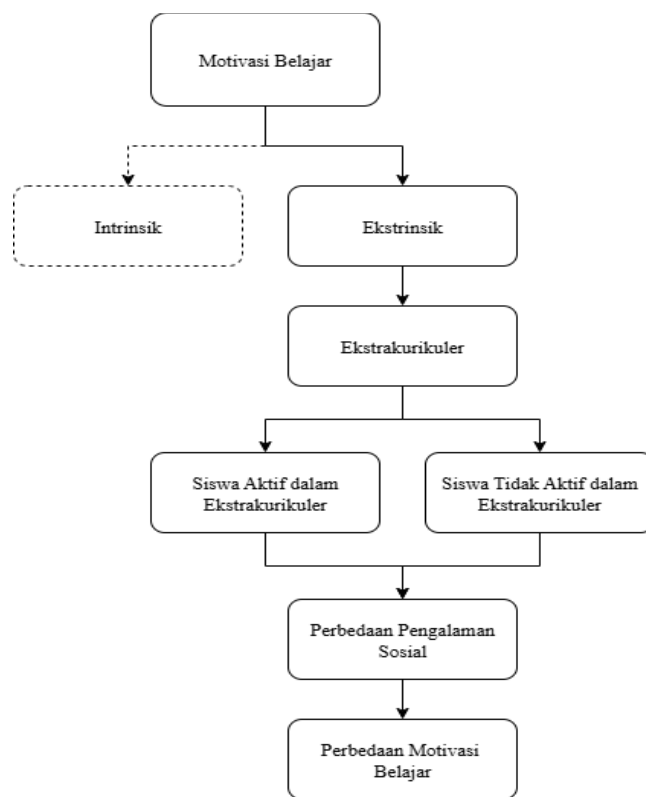 Motivasi Belajar
Intrinsik
Ekstrinsik
Ekstrakurikuler
Siswa Aktif dalam
Ekstrakurikuler
Siswa Tidak Aktif dalam
Ekstrakurikuler
Perbedaan Pengalaman
Sosial
Perbedaan Motivasi
Belajar